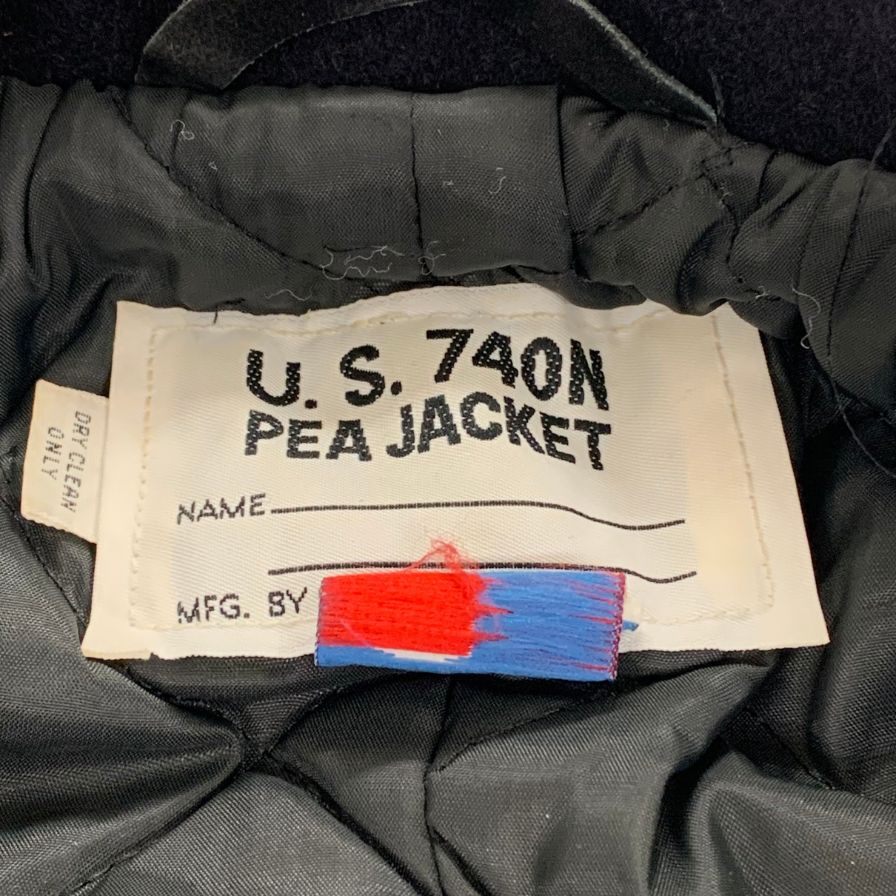 U. S. 740N
PEA JACKET
NAME
MFG. BY
DRY CLEAN
ONLY